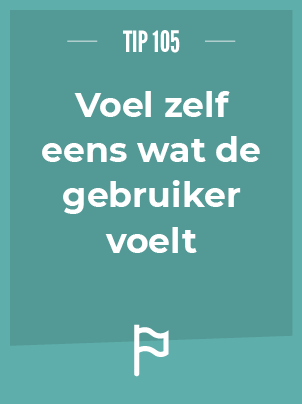 TIP 105
Voel zelf
eens wat de
gebruiker
voelt